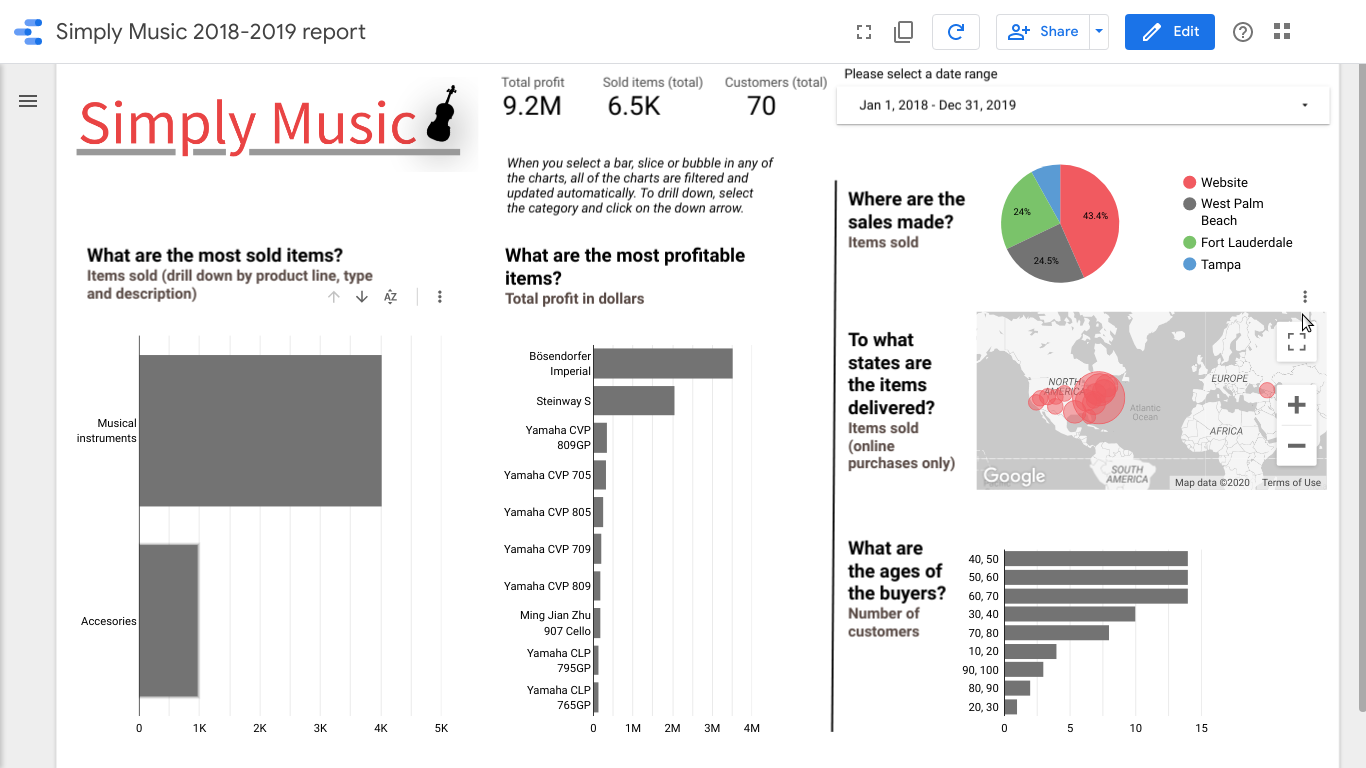 Simply Music 2018-2019 report
Share
Edit
Simply Music
Total profit
9.2M
Sold items (total)
6.5K
Customers (total)
70
Please select a date range
Jan 1, 2018 - Dec 31, 2019
When you select a bar, slice or bubble in any of
the charts, all of the charts are filtered and
updated automatically. To drill down, select
the category and click on the down arrow.
What are the most sold items?
Items sold (drill down by product line, type
and description)
AZ
Musical
instruments
Accesories
0
1K
2K
3K
4K
5K
What are the most profitable
items?
Total profit in dollars
Bösendorfer
Imperial
Steinway S
Yamaha CVP
809GP
Yamaha CVP 705
Yamaha CVP 805
Yamaha CVP 709
Yamaha CVP 809
Ming Jian Zhu
907 Cello
Yamaha CLP
795GP
Yamaha CLP
765GP
0
1M
2M
3M
4M
Where are the
sales made?
Items sold
43.4%
24.5%
24%
Website
West Palm
Beach
Fort Lauderdale
Tampa
To what
states are
the items
delivered?
Items sold
(online
purchases only)
NORTH
AMERICA
Atlantic
Ocean
EUROPE
AFRICA
SOUTH
AMERICA
Google
Map data ©2020
Terms of Use
What are
the ages of
the buyers?
Number of
customers
40, 50
50, 60
60, 70
30, 40
70, 80
10, 20
90, 100
80, 90
20, 30
0
5
10
15